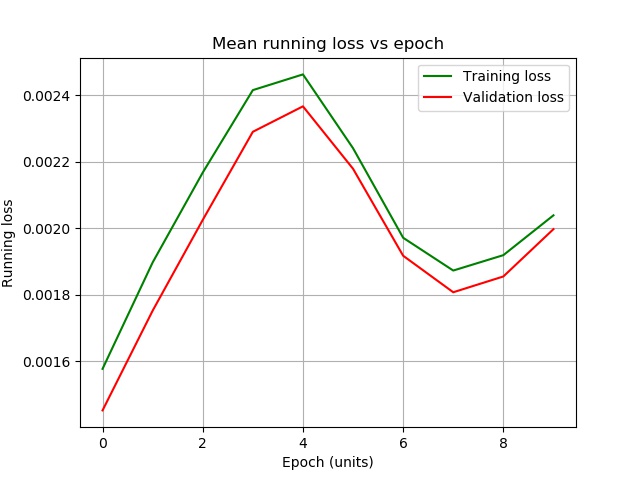 Mean running loss vs epoch
Training loss
Validation loss
0.0024
0.0022
0.0020
0.0018
0.0016
Running loss
0 2 4 6 8
Epoch (units)